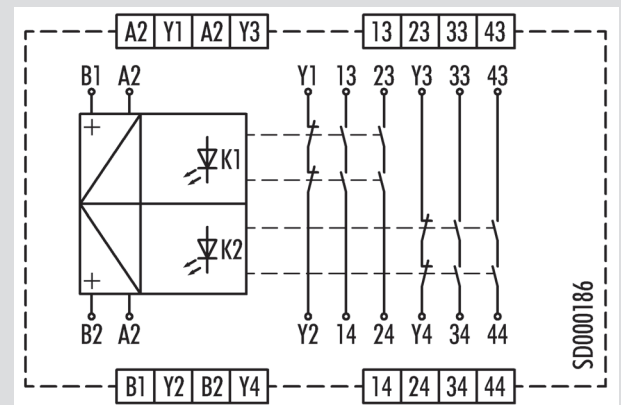 A2 Y1 A2 Y3 13 23 33 43
B1 A2 Y1 13 23 Y3 33 43
+
K1
K2
+
B2 A2 Y2 14 24 Y4 34 44
B1 Y2 B2 Y4 14 24 34 44
SD000186